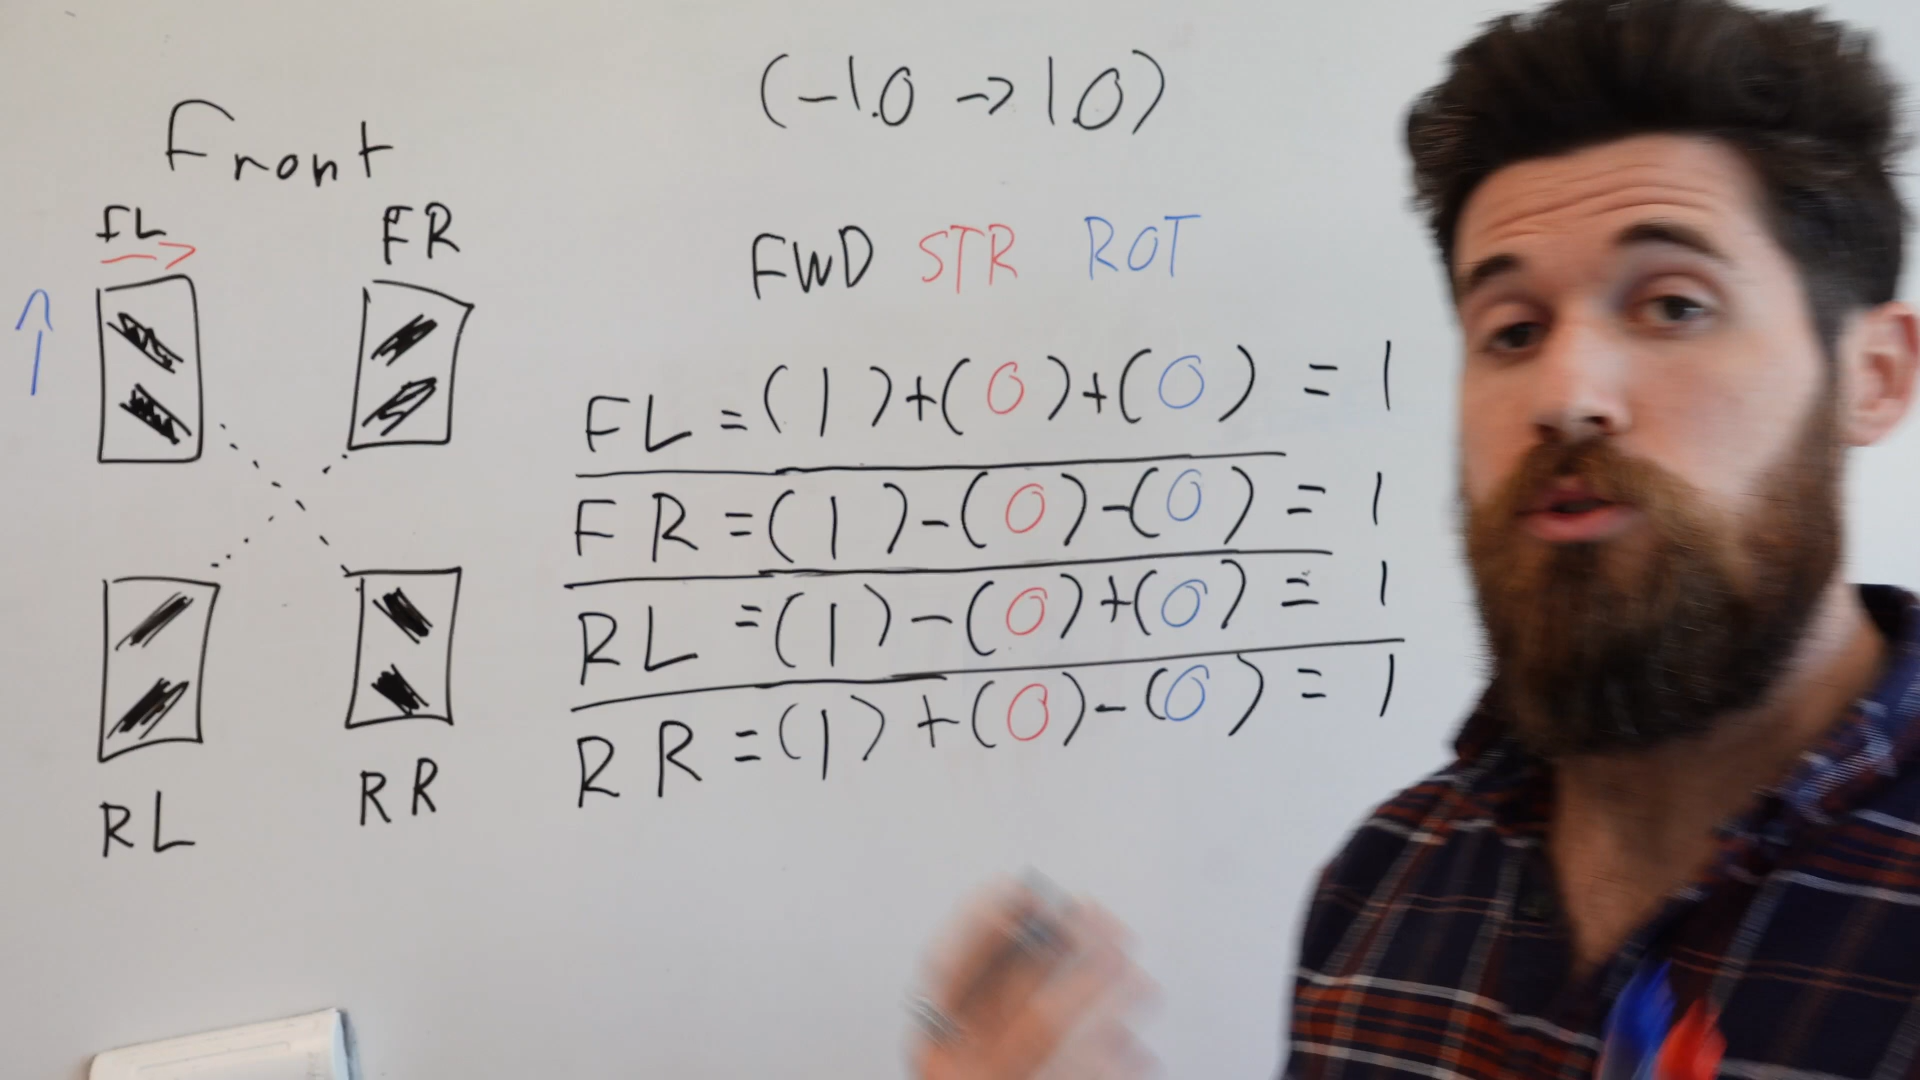 (-1.0 -> 1.0)
Front
FL FR
FWD STR ROT
FL = (1)+(0)+(0) = 1
FR = (1)-(0)-(0) = 1
RL = (1)-(0)+(0) = 1
RR = (1)+(0)-(0) = 1
RL RR